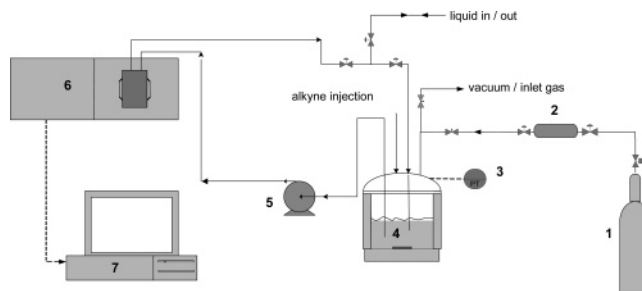 liquid in / out
6
vacuum / inlet gas
alkyne injection
2
3
PT
5
4
1
7